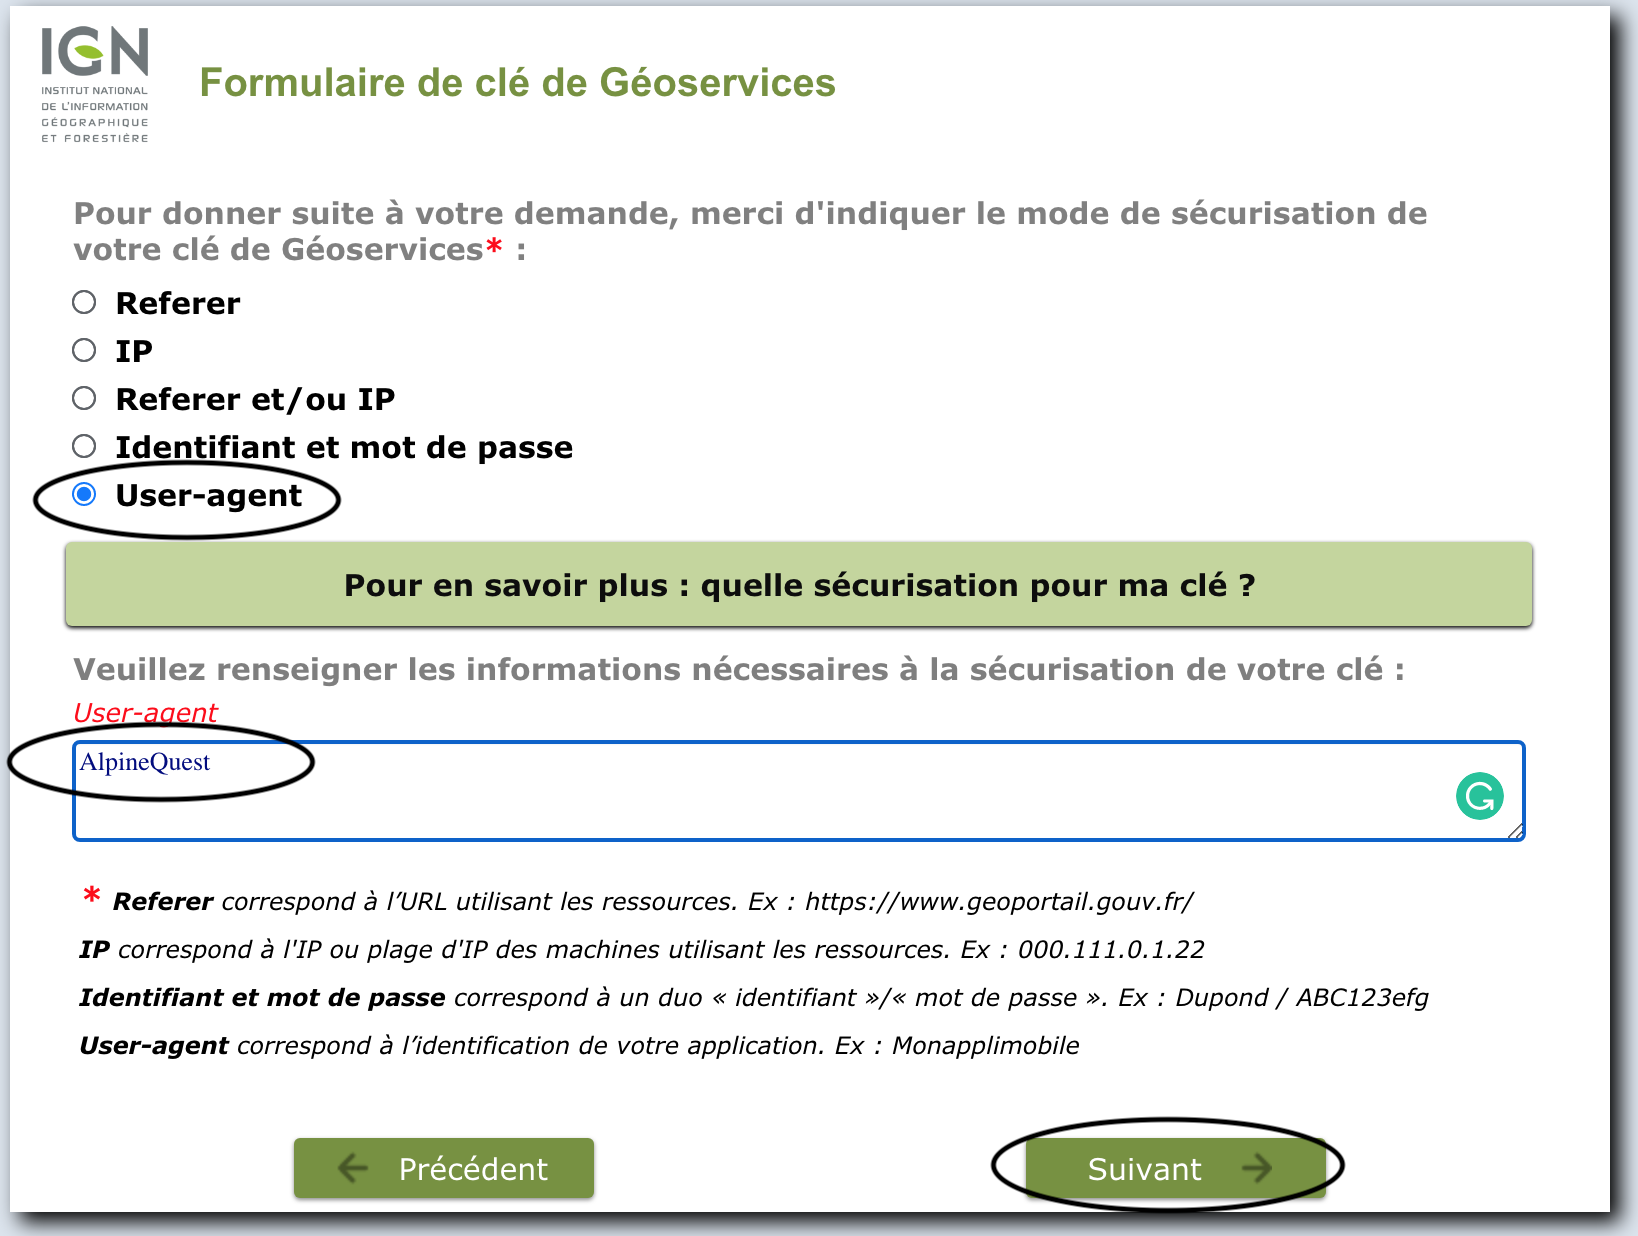 IGN
INSTITUT NATIONAL
DE L'INFORMATION
GÉOGRAPHIQUE
ET FORESTIÈRE
Formulaire de clé de Géoservices
Pour donner suite à votre demande, merci d'indiquer le mode de sécurisation de
votre clé de Géoservices* :
Referer
IP
Referer et/ou IP
Identifiant et mot de passe
User-agent
Pour en savoir plus : quelle sécurisation pour ma clé ?
Veuillez renseigner les informations nécessaires à la sécurisation de votre clé :
User-agent
AlpineQuest
* Referer correspond à l’URL utilisant les ressources. Ex : https://www.geoportail.gouv.fr/
IP correspond à l'IP ou plage d'IP des machines utilisant les ressources. Ex : 000.111.0.1.22
Identifiant et mot de passe correspond à un duo « identifiant »/« mot de passe ». Ex : Dupond / ABC123efg
User-agent correspond à l’identification de votre application. Ex : Monapplimobile
Précédent
Suivant